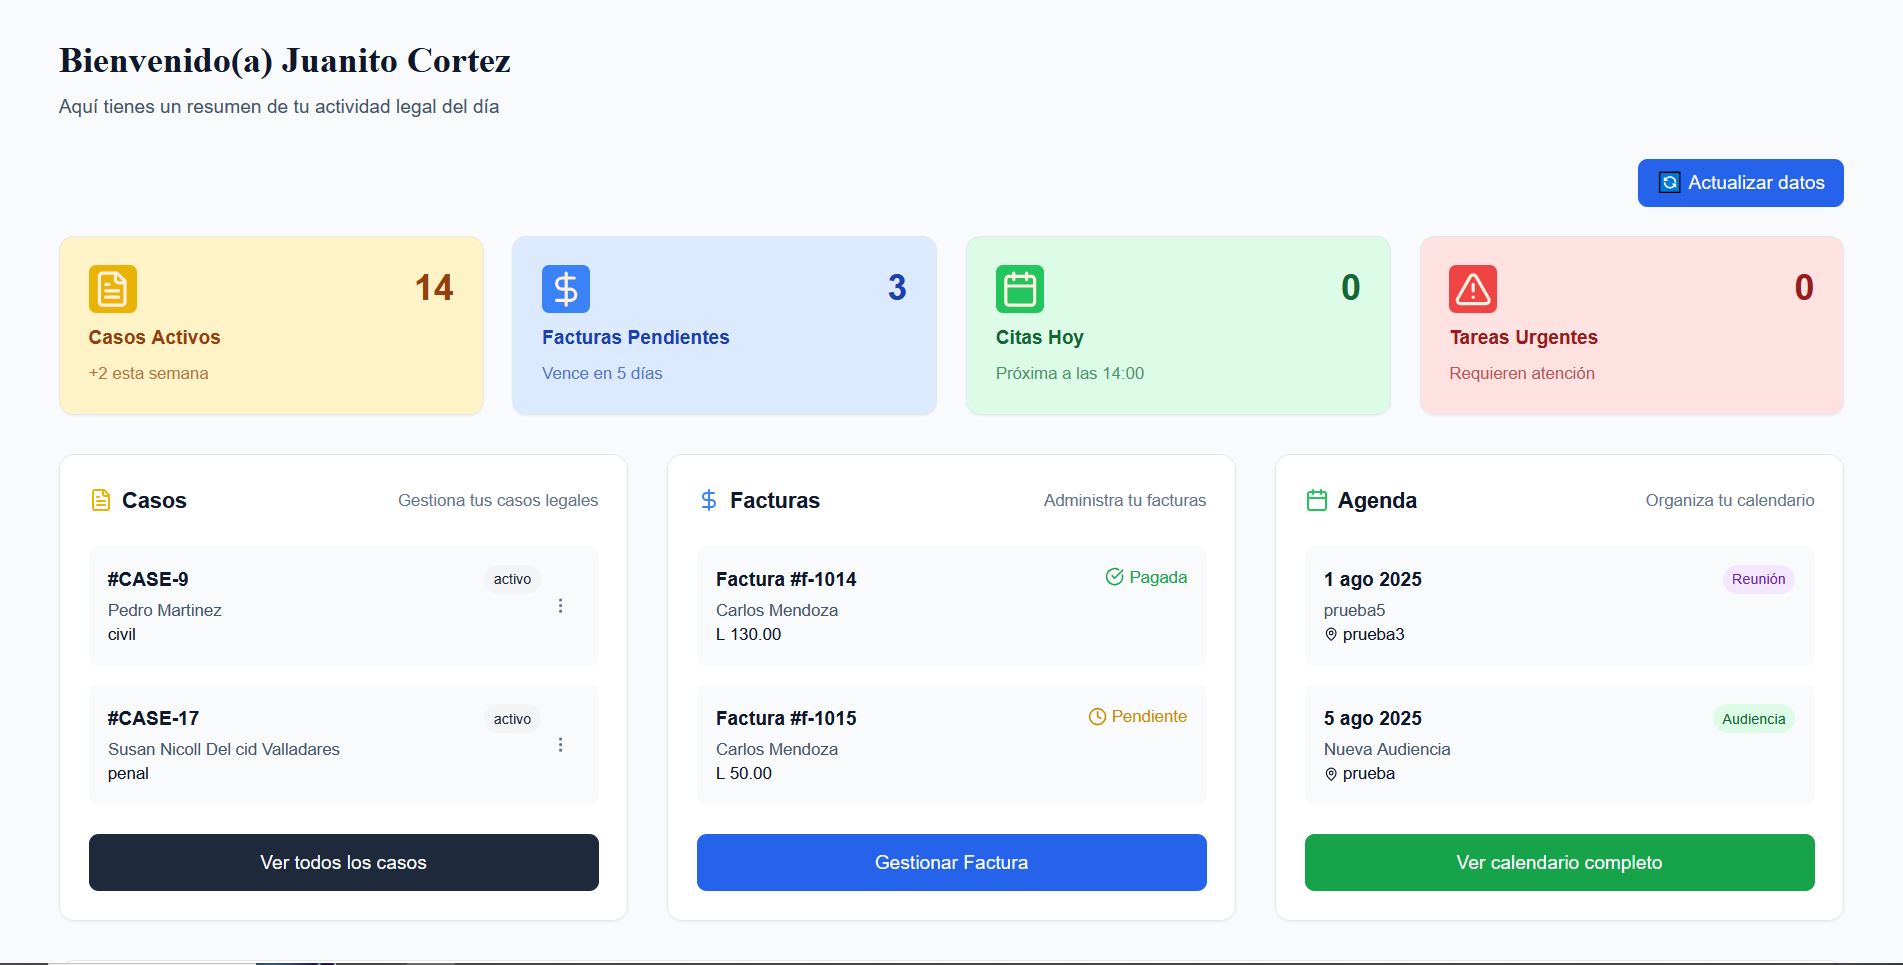 Bienvenido(a) Juanito Cortez
Aquí tienes un resumen de tu actividad legal del día
Actualizar datos
14
Casos Activos
+2 esta semana
3
Facturas Pendientes
Vence en 5 días
0
Citas Hoy
Próxima a las 14:00
0
Tareas Urgentes
Requieren atención
Casos
Gestiona tus casos legales
#CASE-9
activo
Pedro Martinez
civil
#CASE-17
activo
Susan Nicoll Del cid Valladares
penal
Ver todos los casos
Facturas
Administra tu facturas
Factura #f-1014
Pagada
Carlos Mendoza
L 130.00
Factura #f-1015
Pendiente
Carlos Mendoza
L 50.00
Gestionar Factura
Agenda
Organiza tu calendario
1 ago 2025
Reunión
prueba5
prueba3
5 ago 2025
Audiencia
Nueva Audiencia
prueba
Ver calendario completo